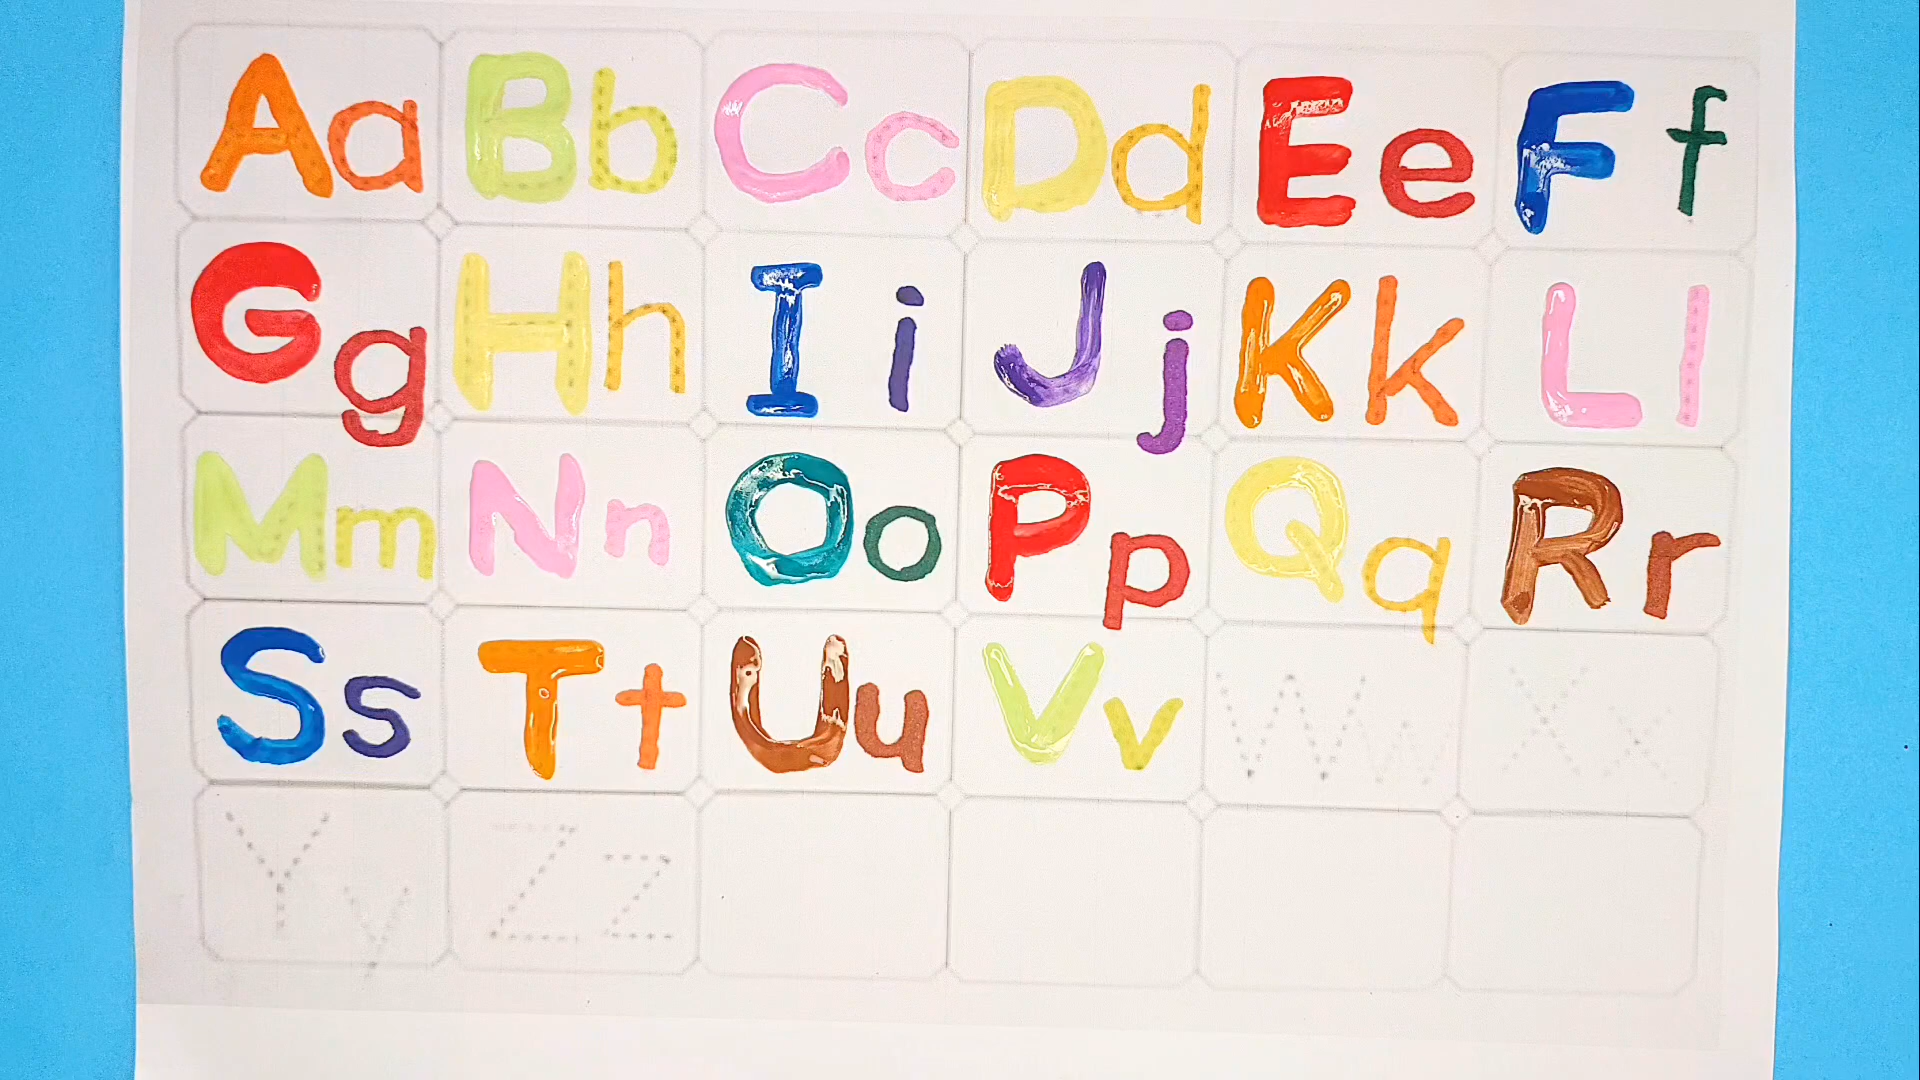 Aa Bb Cc Dd Ee Ff
Gg Hh Ii Jj Kk Ll
Mm Nn Oo Pp Qq Rr
Ss Tt Uu Vv Ww Xx
Yy Zz